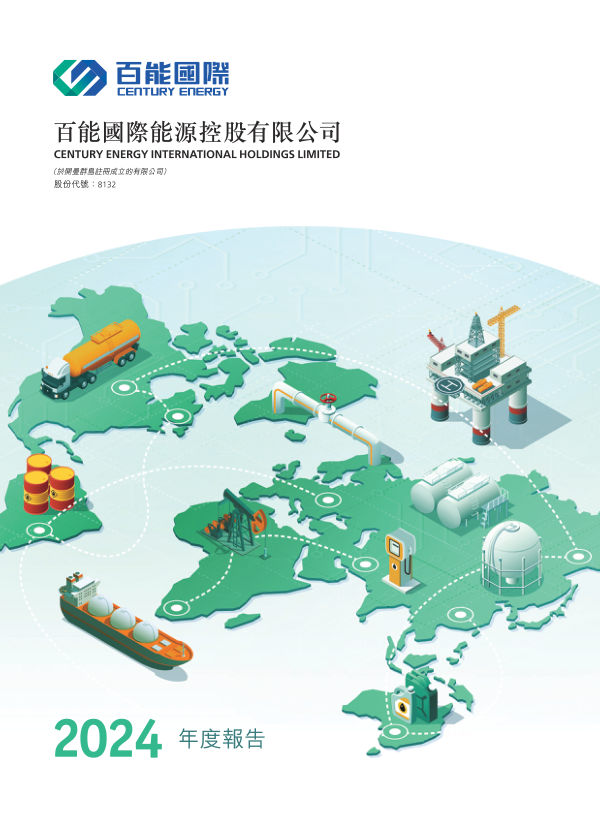 百能國際
CENTURY ENERGY
百能國際能源控股有限公司
CENTURY ENERGY INTERNATIONAL HOLDINGS LIMITED
(於開曼群島註冊成立的有限公司)
股份代號：8132
H
2024 年度報告